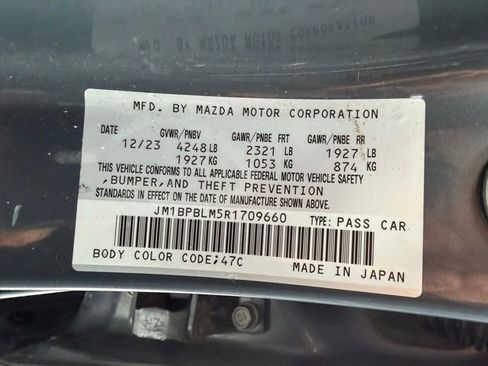 MFD. BY MAZDA MOTOR CORPORATION
DATE GVWR/PNBV GAWR/PNBE FRT GAWR/PNBE RR
12/23 4248 LB 2321 LB 1927 LB
1927 KG 1053 KG 874 KG
THIS VEHICLE CONFORMS TO ALL APPLICABLE FEDERAL MOTOR VEHICLE SAFETY
,BUMPER,AND THEFT PREVENTION
STANDARDS IN EFFECT ON THE DATE OF MANUFACTURE SHOWN ABOVE.
JM1BPBLM5R1709660 TYPE: PASS CAR
BODY COLOR CODE;47C MADE IN JAPAN